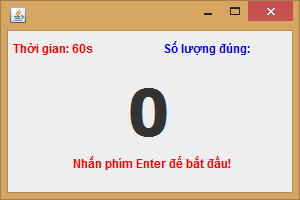 Thời gian: 60s Số lượng đúng:
0
Nhấn phím Enter để bắt đầu!